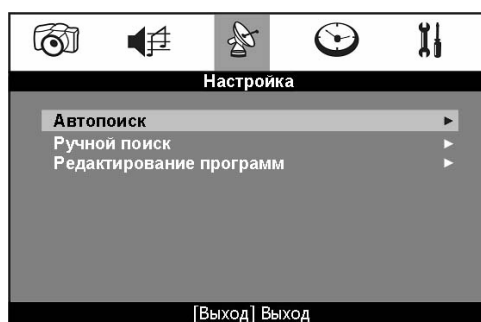 Настройка
Автопоиск
Ручной поиск
Редактирование программ
[Выход] Выход